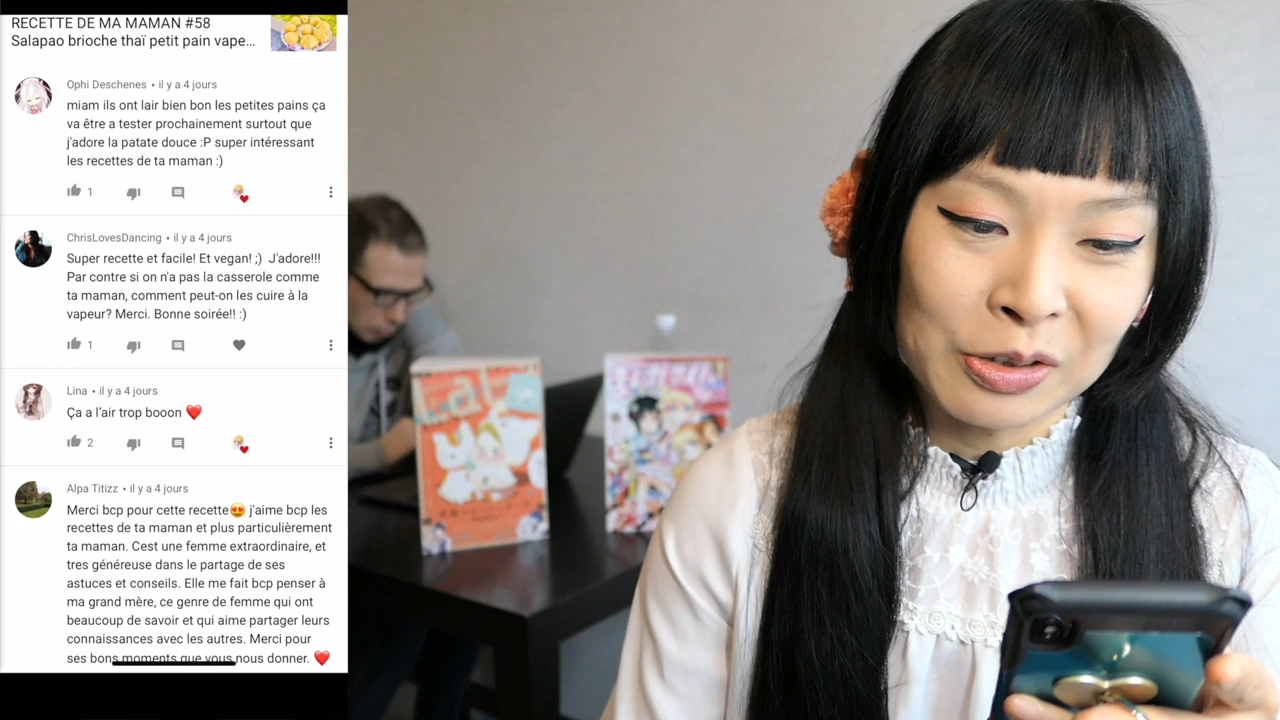 RECETTE DE MA MAMAN #58
Salapao brioche thaï petit pain vape...
Ophi Deschenes • il y a 4 jours
miam ils ont lair bien bon les petites pains ça
va être a tester prochainement surtout que
j'adore la patate douce :P super intéressant
les recettes de ta maman :)
1
ChrisLovesDancing • il y a 4 jours
Super recette et facile! Et vegan! ;) J'adore!!!
Par contre si on n'a pas la casserole comme
ta maman, comment peut-on les cuire à la
vapeur? Merci. Bonne soirée!! :)
1
Lina • il y a 4 jours
Ça a l'air trop booon ❤️
2
Alpa Titizz • il y a 4 jours
Merci bcp pour cette recette😍 j'aime bcp les
recettes de ta maman et plus particulièrement
ta maman. Cest une femme extraordinaire, et
tres généreuse dans le partage de ses
astuces et conseils. Elle me fait bcp penser à
ma grand mère, ce genre de femme qui ont
beaucoup de savoir et qui aime partager leurs
connaissances avec les autres. Merci pour
ses bons moments que vous nous donner. ❤️
LaLa